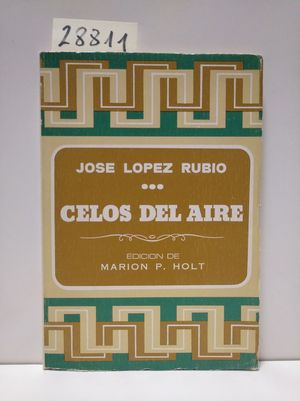 28811
JOSE LOPEZ RUBIO
CELOS DEL AIRE
EDICION DE
MARION P. HOLT